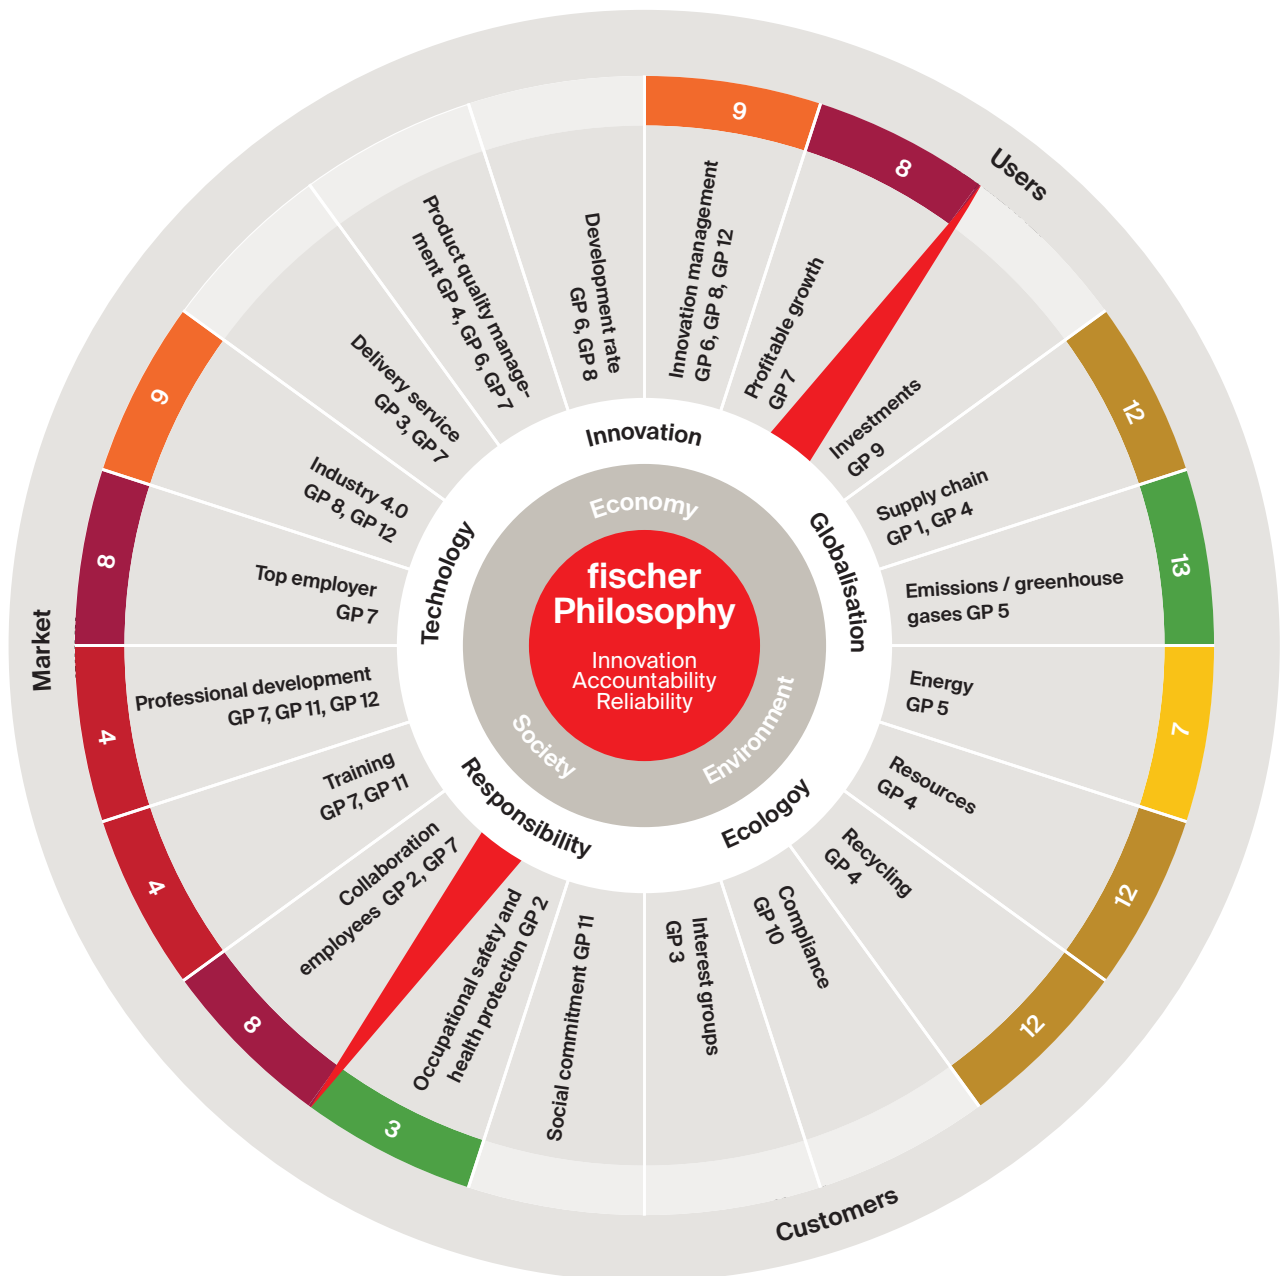 fischer
Philosophy
Innovation
Accountability
Reliability
Economy
Environment
Society
Innovation
Globalisation
Ecologoy
Responsibility
Technology
Users
Customers
Market
9
Innovation management
GP 6, GP 8, GP 12
8
Profitable growth
GP 7
Investments
GP 9
12
Supply chain
GP 1, GP 4
13
Emissions / greenhouse
gases GP 5
7
Energy
GP 5
12
Resources
GP 4
12
Recycling
GP 4
Compliance
GP 10
Interest groups
GP 3
Social commitment GP 11
3
Occupational safety and
health protection GP 2
8
Collaboration
employees GP 2, GP 7
4
Training
GP 7, GP 11
4
Professional development
GP 7, GP 11, GP 12
8
Top employer
GP 7
9
Industry 4.0
GP 8, GP 12
Delivery service
GP 3, GP 7
Product quality manage-
ment GP 4, GP 6, GP 7
Development rate
GP 6, GP 8